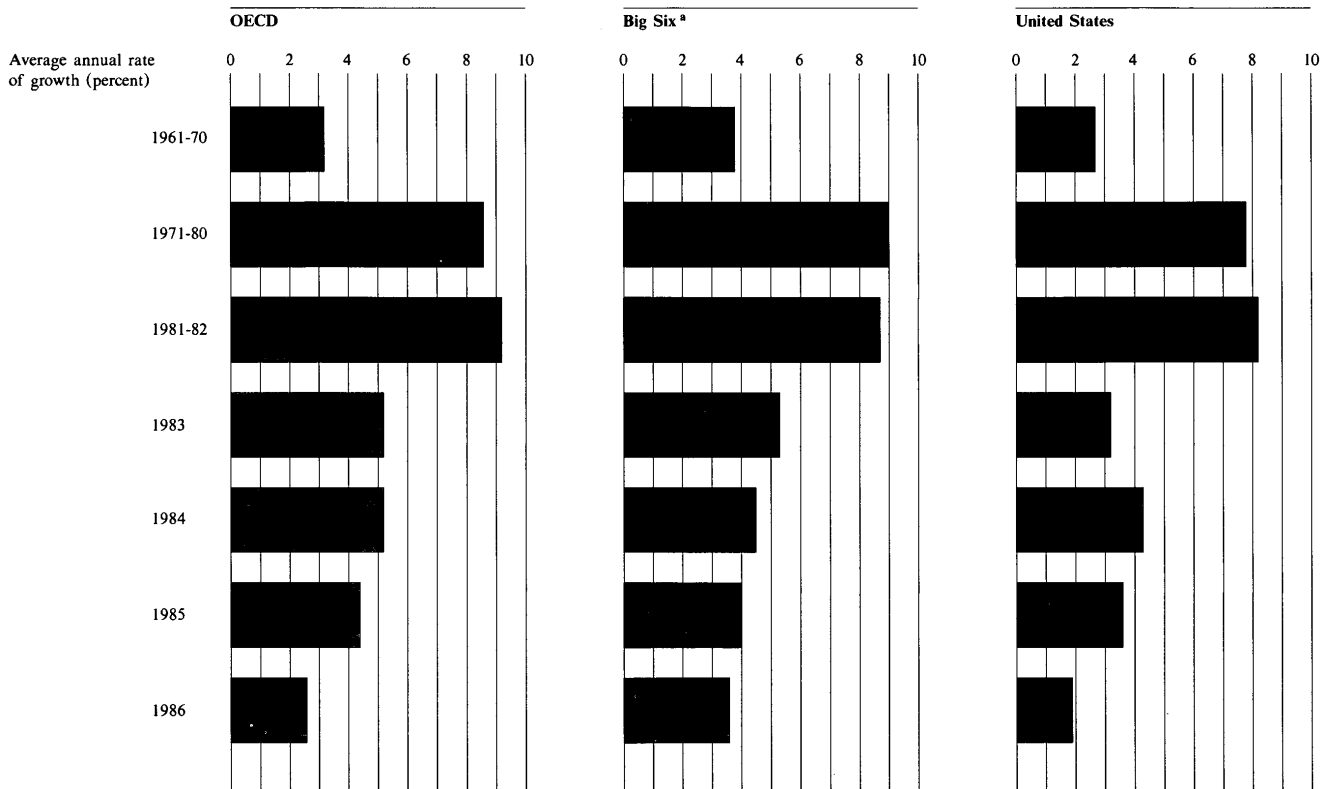 OECD
Big Six a
United States
Average annual rate
of growth (percent)
0 2 4 6 8 10
0 2 4 6 8 10
0 2 4 6 8 10
1961-70
1971-80
1981-82
1983
1984
1985
1986